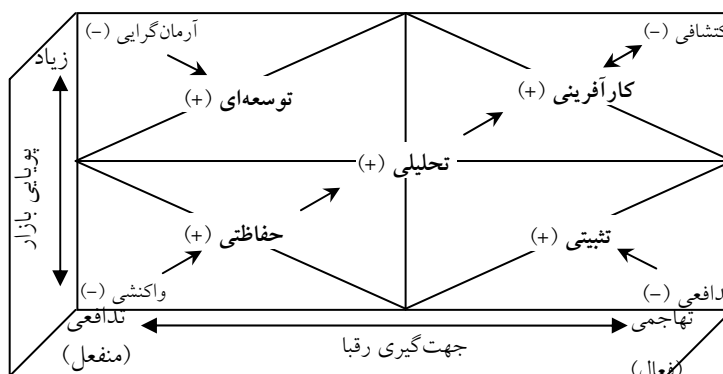 آرمان‌گرایی (−)
کتشافی (−)
زیاد
توسعه‌ای (+)
کارآفرینی (+)
پویایی بازار
تحلیلی (+)
حفاظتی (+)
تثبیتی (+)
واکنشی (−)
دافعی (−)
تدافعی
تهاجمی
جهت‌گیری رقبا
(منفعل)
(فعال)